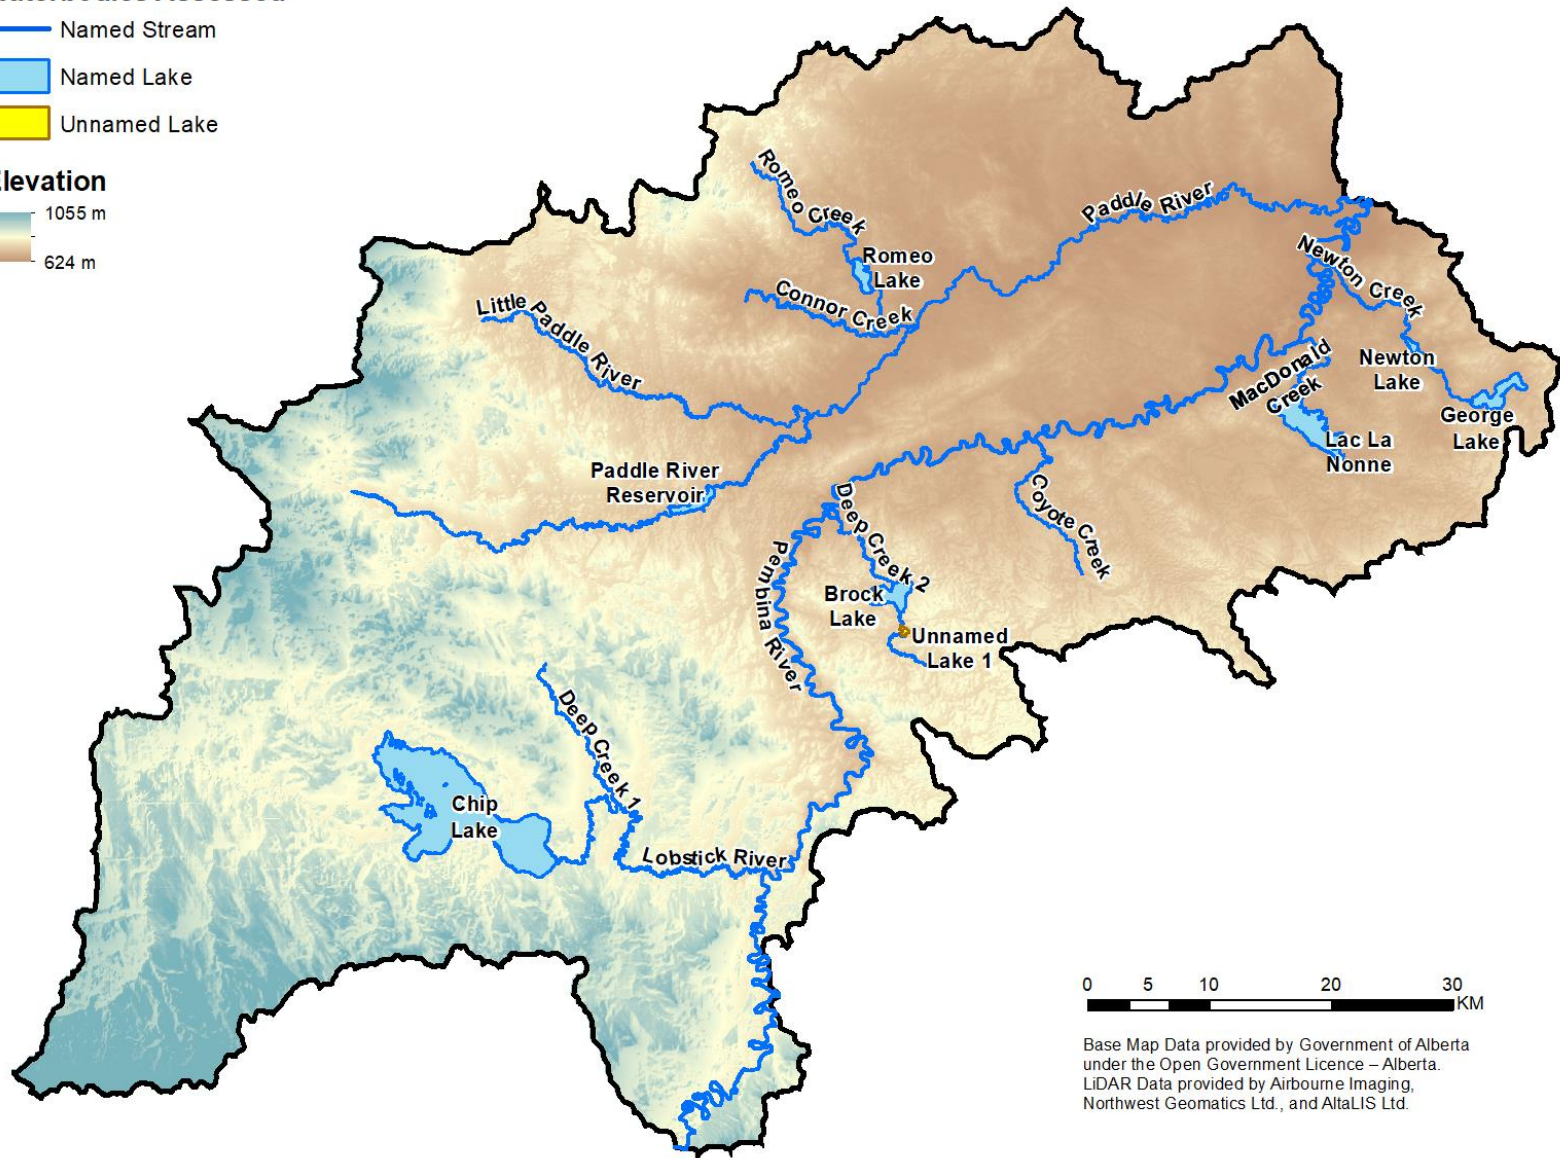 Named Stream
Named Lake
Unnamed Lake
Elevation
1055 m
624 m
Romeo Creek
Romeo
Lake
Connor Creek
Little Paddle River
Paddle River
Newton Creek
Newton
Lake
MacDonald
Creek
George
Lake
Lac La
Nonne
Paddle River
Reservoir
Deep Creek 2
Coyote Creek
Pembina River
Brock
Lake
Unnamed
Lake 1
Deep Creek 1
Chip
Lake
Lobstick River
0 5 10 20 30
KM
Base Map Data provided by Government of Alberta
under the Open Government Licence – Alberta.
LiDAR Data provided by Airbourne Imaging,
Northwest Geomatics Ltd., and AltaLIS Ltd.